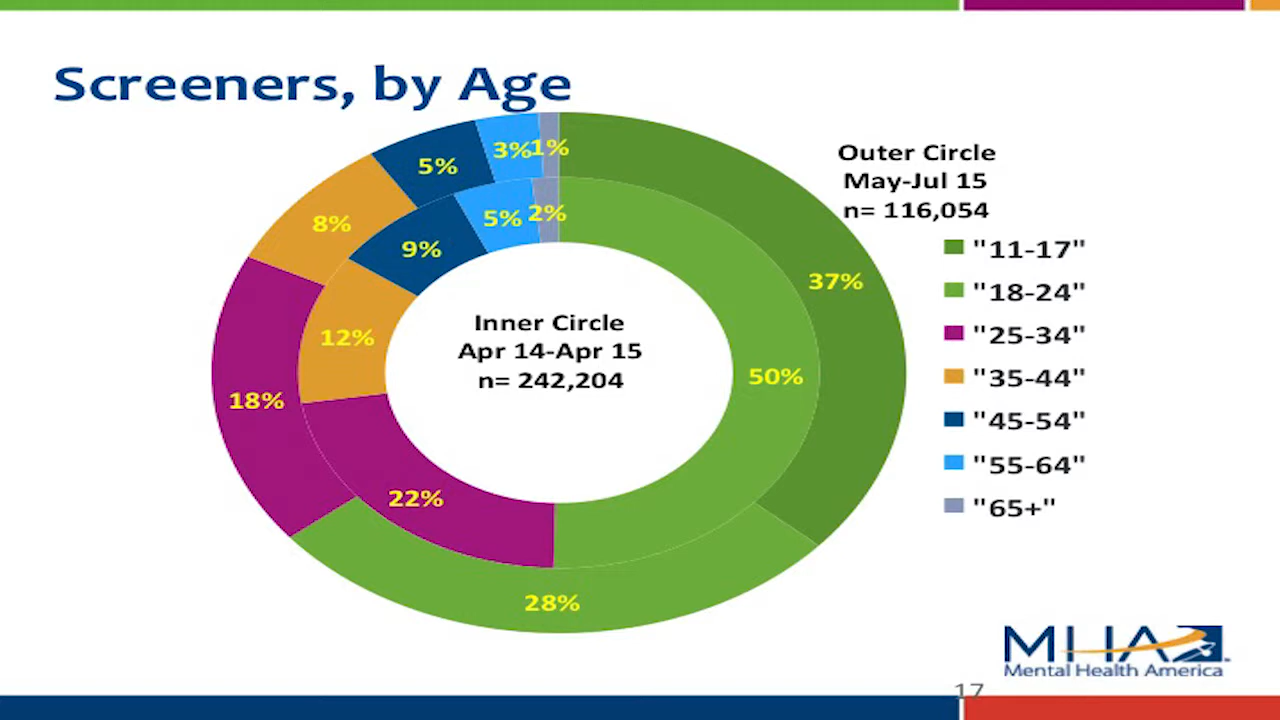 Screeners, by Age
Outer Circle
May-Jul 15
n= 116,054
"11-17"
"18-24"
"25-34"
"35-44"
"45-54"
"55-64"
"65+"
Inner Circle
Apr 14-Apr 15
n= 242,204
37%
28%
18%
8%
5%
3%
1%
50%
22%
12%
9%
5%
2%
MHA
Mental Health America
17